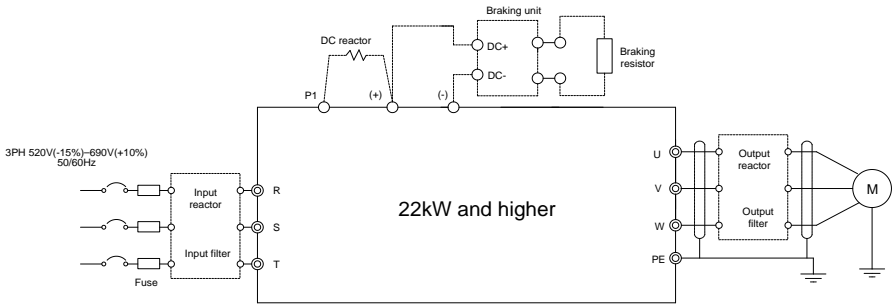 Braking unit
DC reactor
DC+
DC-
Braking
resistor
P1
(+)
(-)
3PH 520V(-15%)–690V(+10%)
50/60Hz
Input
reactor
Input filter
Fuse
R
S
T
22kW and higher
U
V
W
PE
Output
reactor
Output
filter
M